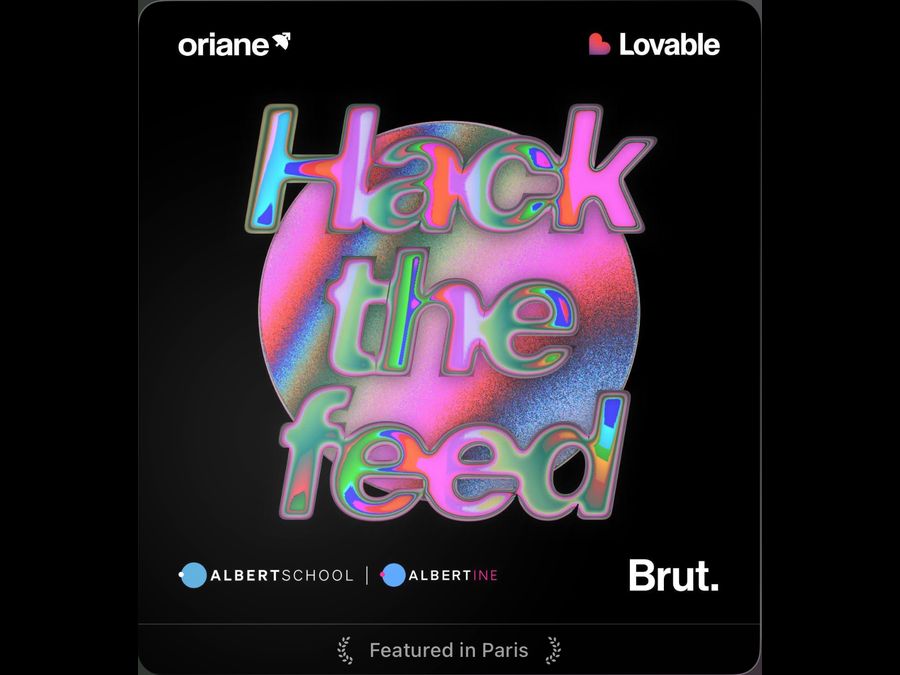 oriane
Lovable
Hack
the
feed
ALBERTSCHOOL | ALBERTINE
Brut.
Featured in Paris